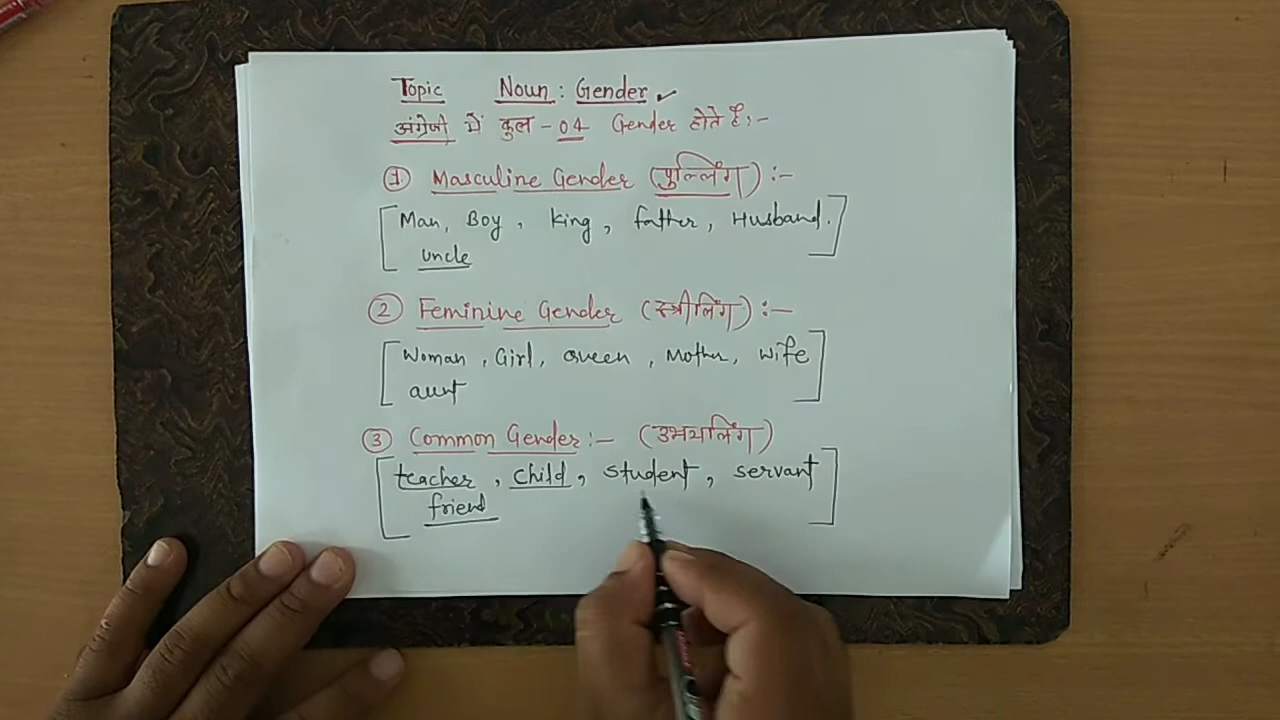 Topic Noun : Gender ✓
अंग्रेजी में कुल - 04 Gender होते है:-
① Masculine Gender (पुल्लिंग) :-
[Man, Boy, King, father, Husband.]
uncle
② Feminine Gender (स्त्रीलिंग) :-
[Woman, Girl, Queen, Mother, Wife]
aunt
③ Common Gender :- (उभयलिंग)
[teacher, child, student, servant]
friend